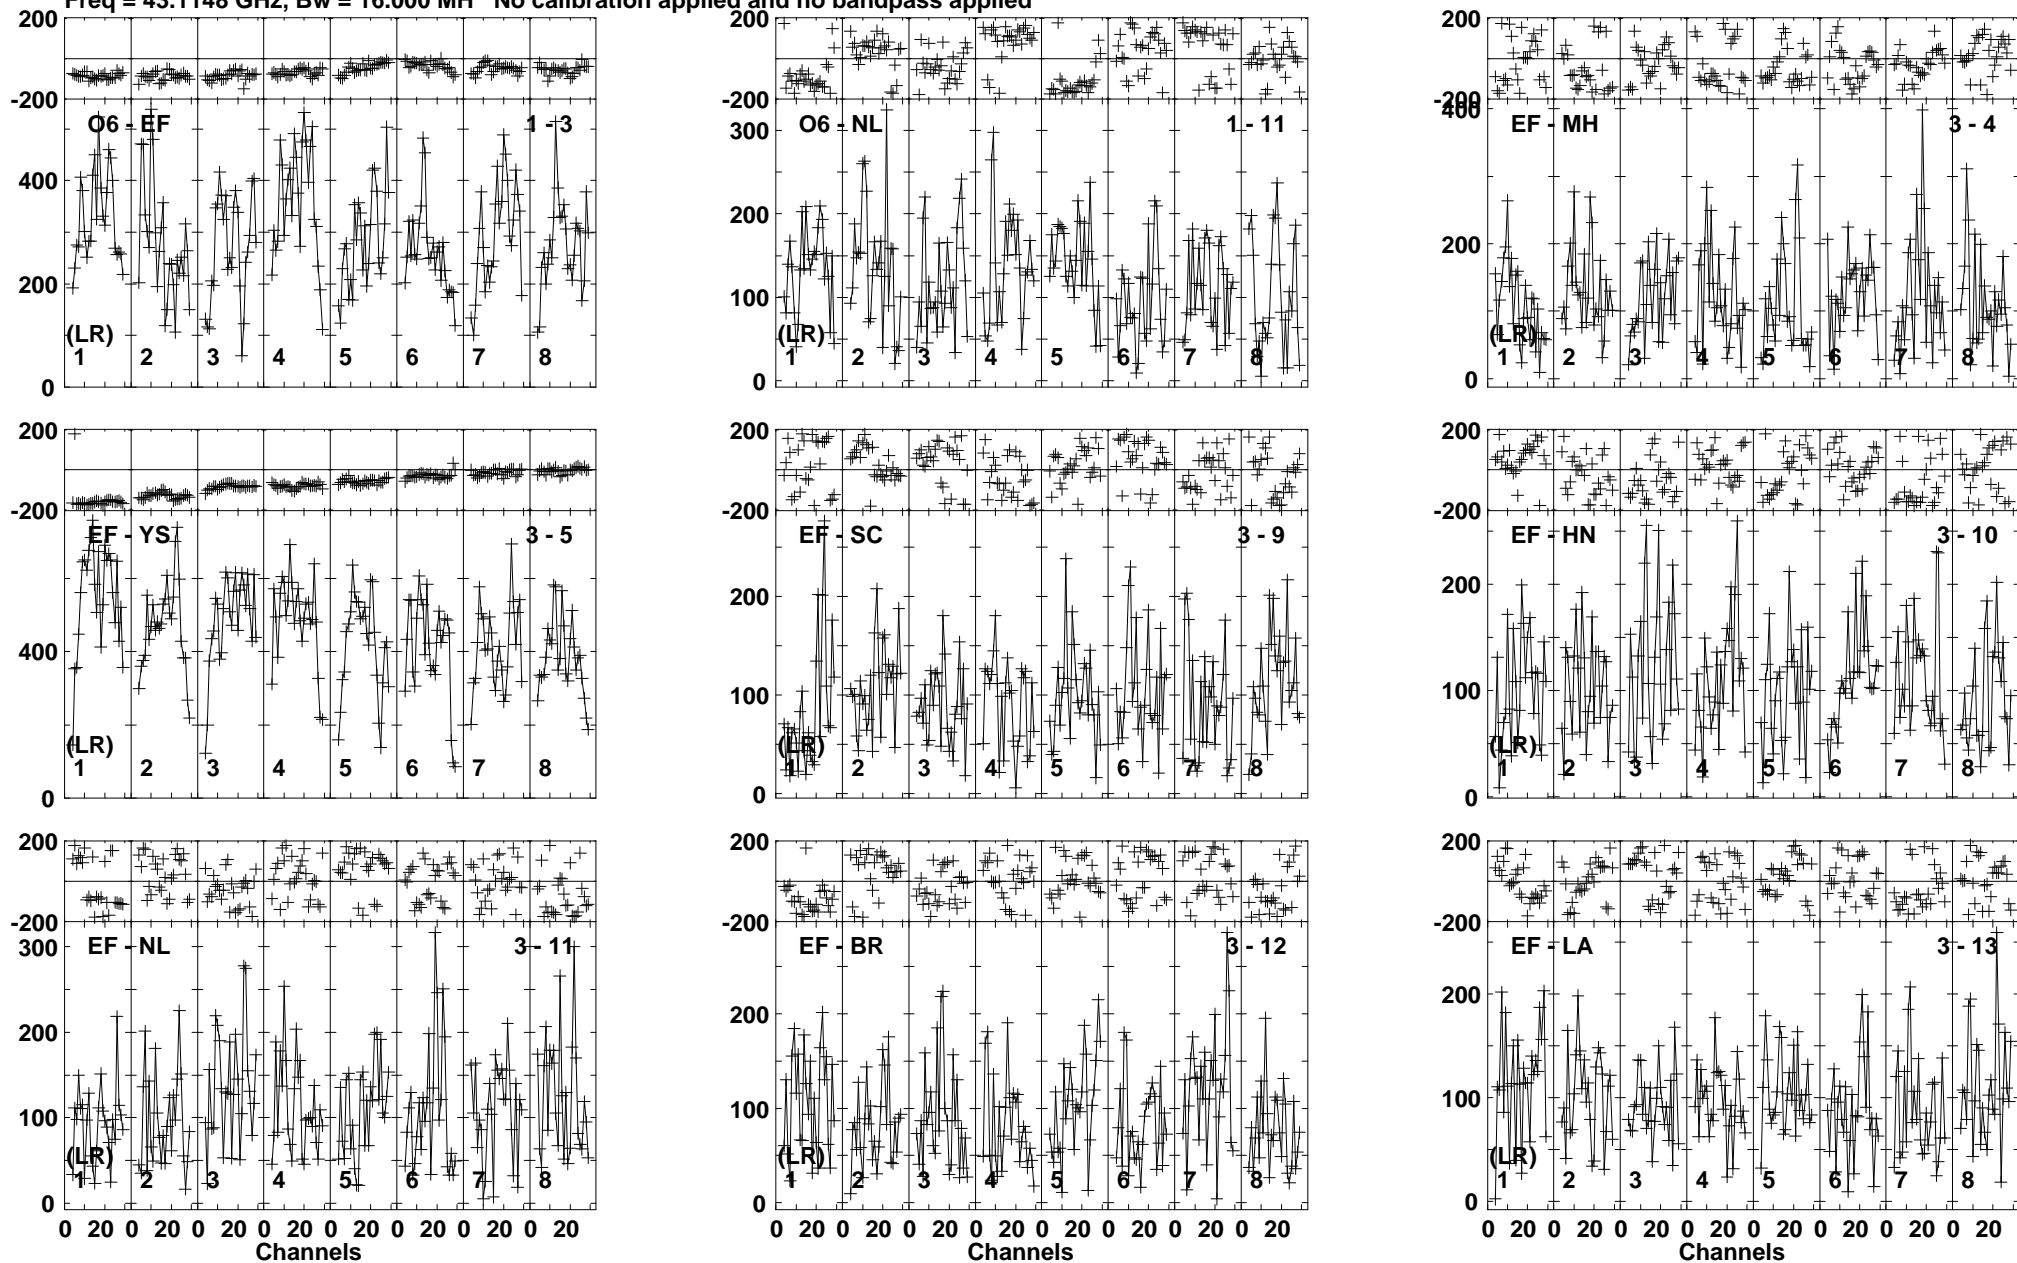 Freq = 43.1148 GHz, Bw = 16.000 MH No calibration applied and no bandpass applied
200 200 200
-200 -200 -200
O6 - EF 1 - 3 O6 - NL 1 - 11 EF - MH 3 - 4
400 300 400
200 200 200
100
(LR) (LR) (LR)
1 2 3 4 5 6 7 8 1 2 3 4 5 6 7 8 1 2 3 4 5 6 7 8
0 0 0
200 200 200
-200 -200 -200
EF - YS 3 - 5 EF - SC 3 - 9 EF - HN 3 - 10
400 200 200
100 100
(LR) (LR) (LR)
1 2 3 4 5 6 7 8 1 2 3 4 5 6 7 8 1 2 3 4 5 6 7 8
0 0 0
200 200 200
-200 -200 -200
EF - NL 3 - 11 EF - BR 3 - 12 EF - LA 3 - 13
300
200 200 200
100 100 100
(LR) (LR) (LR)
1 2 3 4 5 6 7 8 1 2 3 4 5 6 7 8 1 2 3 4 5 6 7 8
0 0 0
0 20 0 20 0 20 0 20 0 20 0 20 0 20 0 20 0 20 0 20 0 20 0 20 0 20 0 20 0 20 0 20 0 20 0 20 0 20 0 20 0 20 0 20 0 20 0 20
Channels Channels Channels